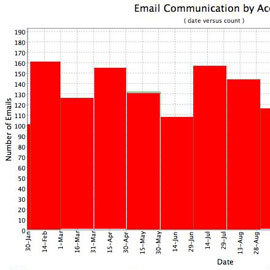 Email Communication by Acc
( date versus count )
Number of Emails
190
180
170
160
150
140
130
120
110
100
90
80
70
60
50
40
30
20
10
0
30-Jan
14-Feb
1-Mar
16-Mar
31-Mar
15-Apr
30-Apr
15-May
30-May
14-Jun
29-Jun
14-Jul
29-Jul
13-Aug
28-Aug
Date